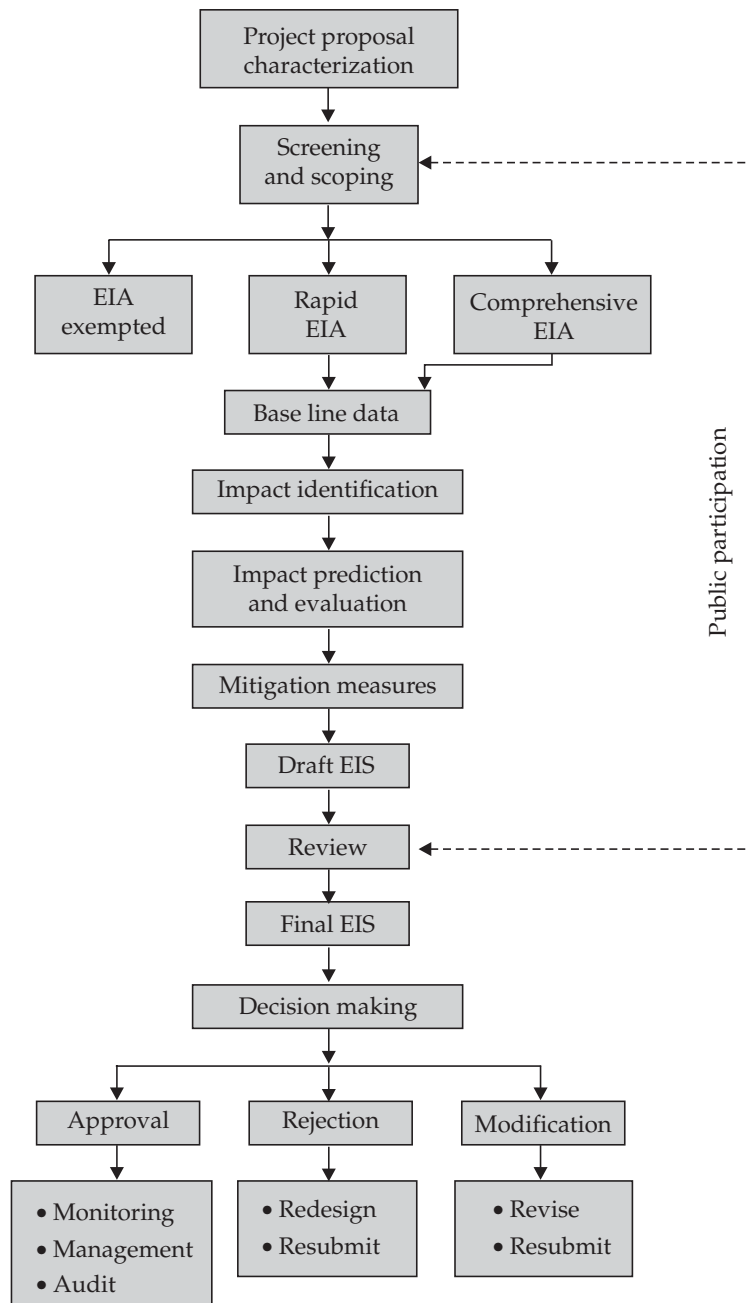 Project proposal
characterization
Screening
and scoping
EIA
exempted
Rapid
EIA
Comprehensive
EIA
Base line data
Impact identification
Impact prediction
and evaluation
Public participation
Mitigation measures
Draft EIS
Review
Final EIS
Decision making
Approval
Rejection
Modification
• Monitoring
• Management
• Audit
• Redesign
• Resubmit
• Revise
• Resubmit